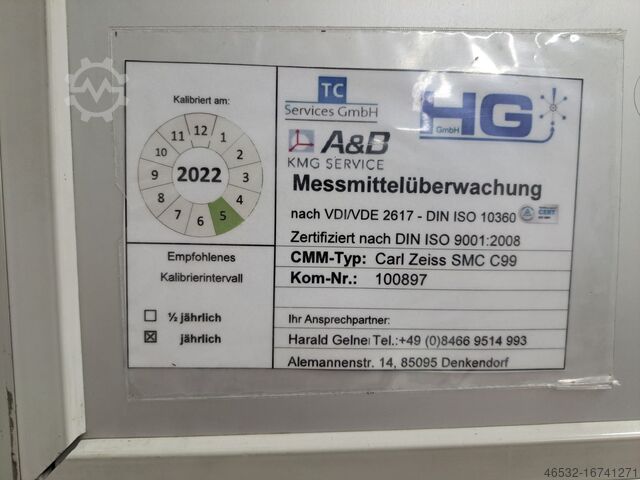 Kalibriert am:
11 12 1
10 2
9 2022 3
8 4
7 6 5
Empfohlenes
Kalibrierintervall
½ jährlich
jährlich
TC
Services GmbH
HG
GmbH
A&B
KMG SERVICE
Messmittelüberwachung
nach VDI/VDE 2617 - DIN ISO 10360
CERT
Zertifiziert nach DIN ISO 9001:2008
CMM-Typ: Carl Zeiss SMC C99
Kom-Nr.: 100897
Ihr Ansprechpartner:
Harald Gelner Tel.:+49 (0)8466 9514 993
Alemannenstr. 14, 85095 Denkendorf
46532-16741271